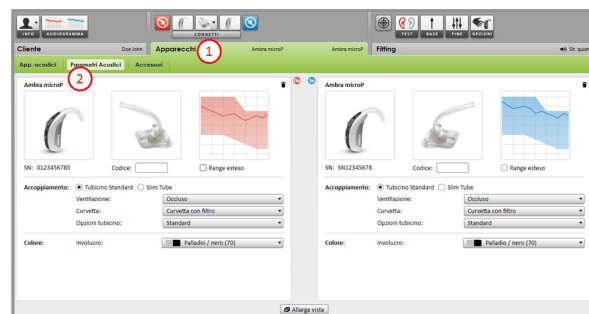 INFO AUDIOGRAMMA
CONNETTI
TEST BASE FINE OPZIONI
Cliente Doe John Apparecchi Ambra microP Ambra microP Fitting Sit. quiet
1
App. acustici Parametri Acustici Accessori
2
Ambra microP
SN: 0123456785 Codice: Range esteso
Accoppiamento: Tubicino Standard Slim Tube
Ventilazione: Occluso
Curvetta: Curvetta con filtro
Opzioni tubicino: Standard
Colore: Involucro: Palladio / nero (70)
Ambra microP
SN: SN12345678 Codice: Range esteso
Accoppiamento: Tubicino Standard Slim Tube
Ventilazione: Occluso
Curvetta: Curvetta con filtro
Opzioni tubicino: Standard
Colore: Involucro: Palladio / nero (70)
Allarga vista